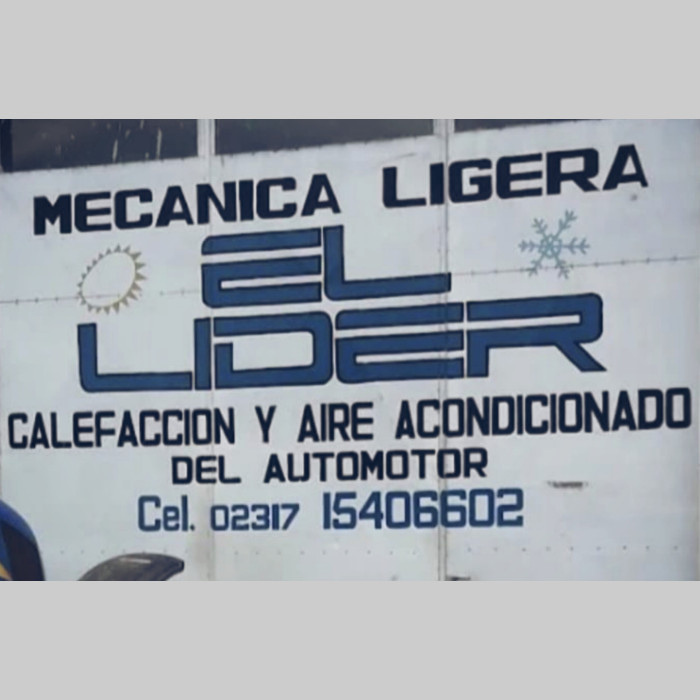 MECANICA LIGERA
EL
LIDER
CALEFACCION Y AIRE ACONDICIONADO
DEL AUTOMOTOR
Cel. 02317 15406602